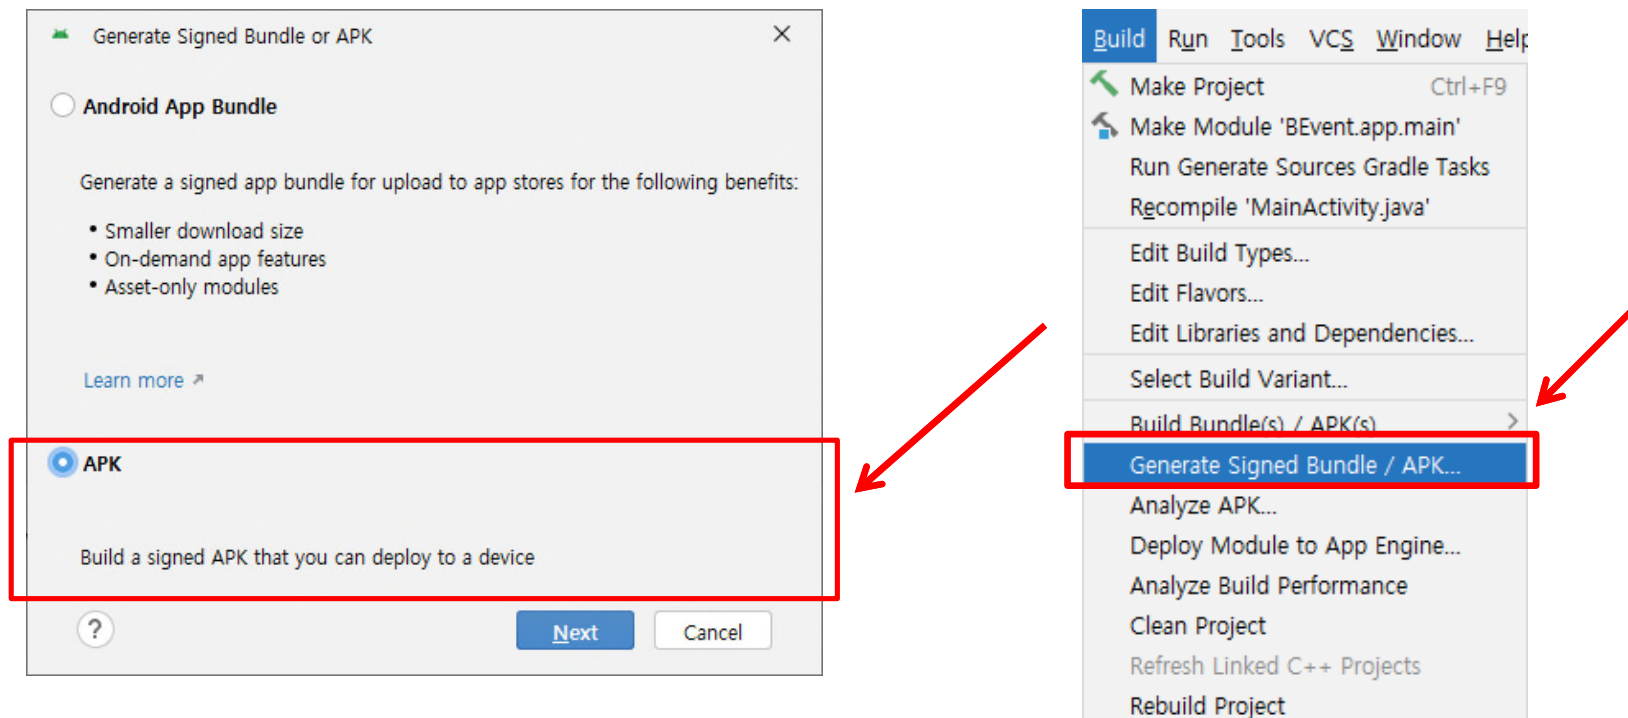 Generate Signed Bundle or APK
Android App Bundle
Generate a signed app bundle for upload to app stores for the following benefits:
• Smaller download size
• On-demand app features
• Asset-only modules
Learn more ↗
APK
Build a signed APK that you can deploy to a device
?
Next
Cancel
Build Run Tools VCS Window Help
Make Project Ctrl+F9
Make Module 'BEvent.app.main'
Run Generate Sources Gradle Tasks
Recompile 'MainActivity.java'
Edit Build Types...
Edit Flavors...
Edit Libraries and Dependencies...
Select Build Variant...
Build Bundle(s) / APK(s)
Generate Signed Bundle / APK...
Analyze APK...
Deploy Module to App Engine...
Analyze Build Performance
Clean Project
Refresh Linked C++ Projects
Rebuild Project